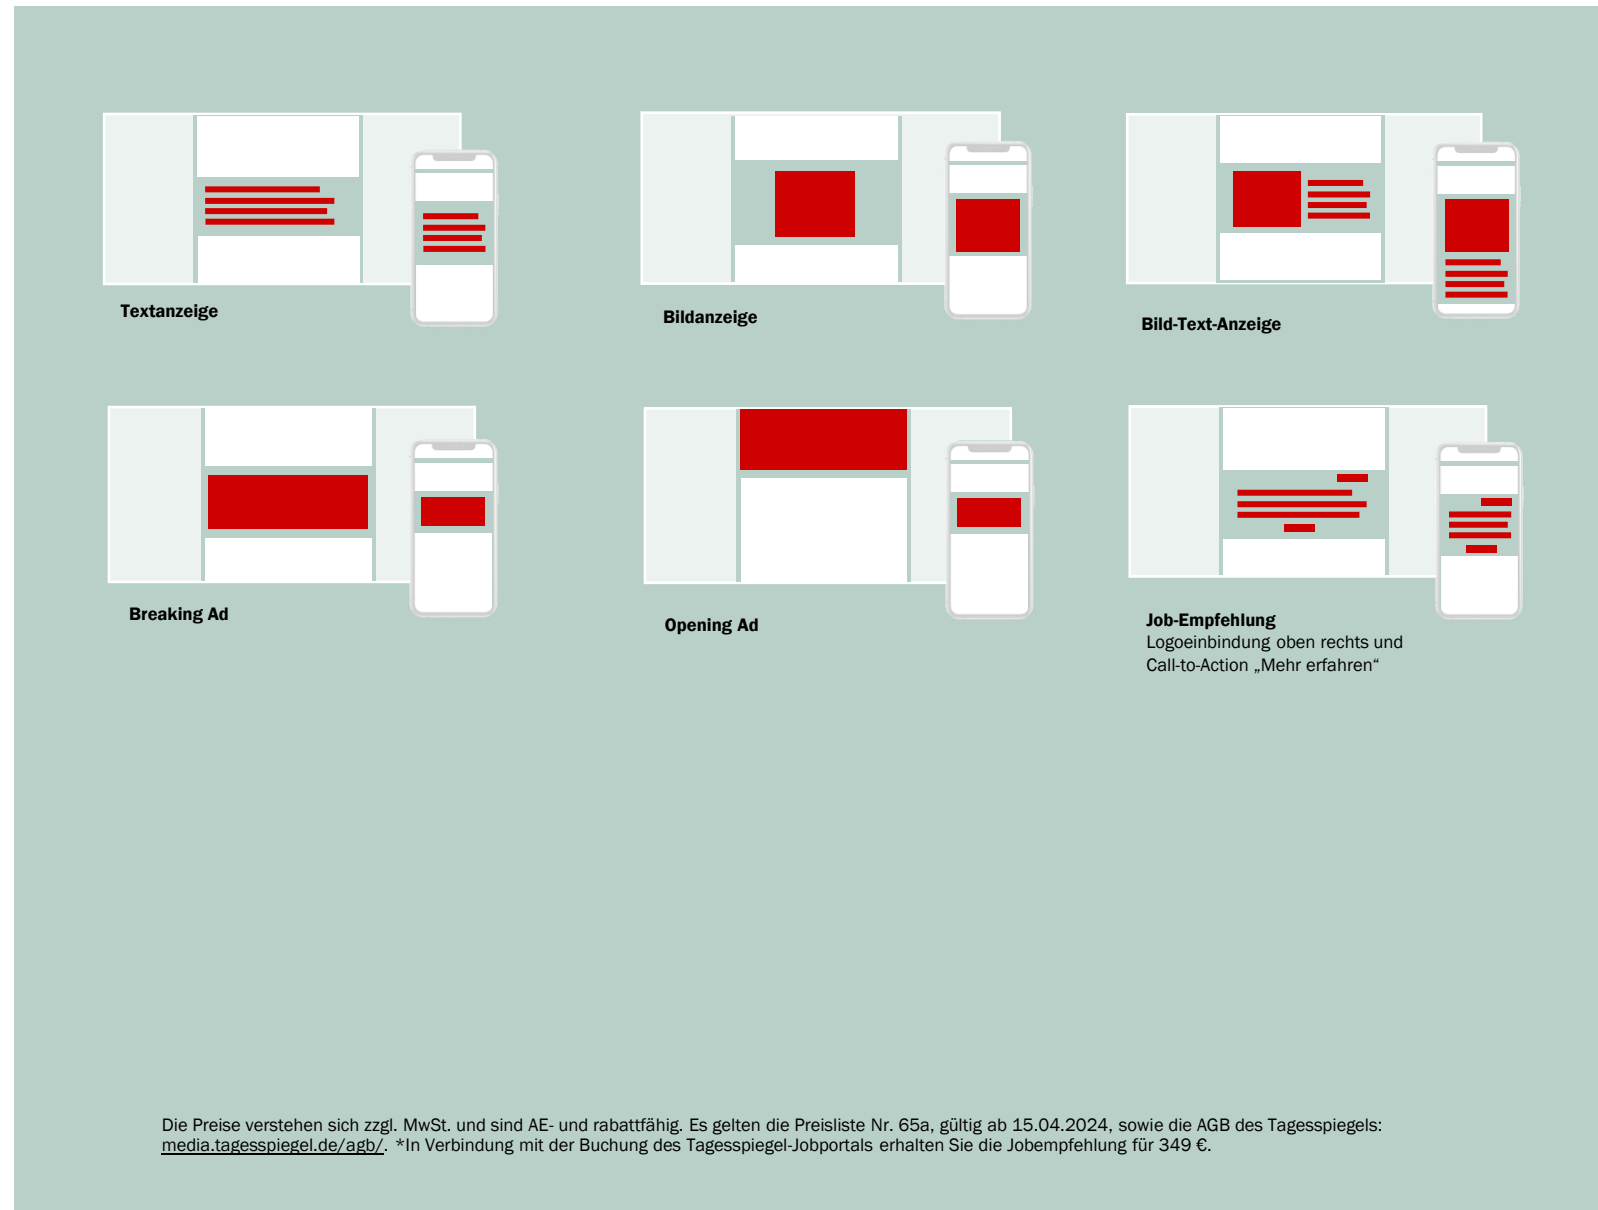 Textanzeige
Bildanzeige
Bild-Text-Anzeige
Breaking Ad
Opening Ad
Job-Empfehlung
Logoeinbindung oben rechts und
Call-to-Action „Mehr erfahren“
Die Preise verstehen sich zzgl. MwSt. und sind AE- und rabattfähig. Es gelten die Preisliste Nr. 65a, gültig ab 15.04.2024, sowie die AGB des Tagesspiegels:
media.tagesspiegel.de/agb/. *In Verbindung mit der Buchung des Tagesspiegel-Jobportals erhalten Sie die Jobempfehlung für 349 €.